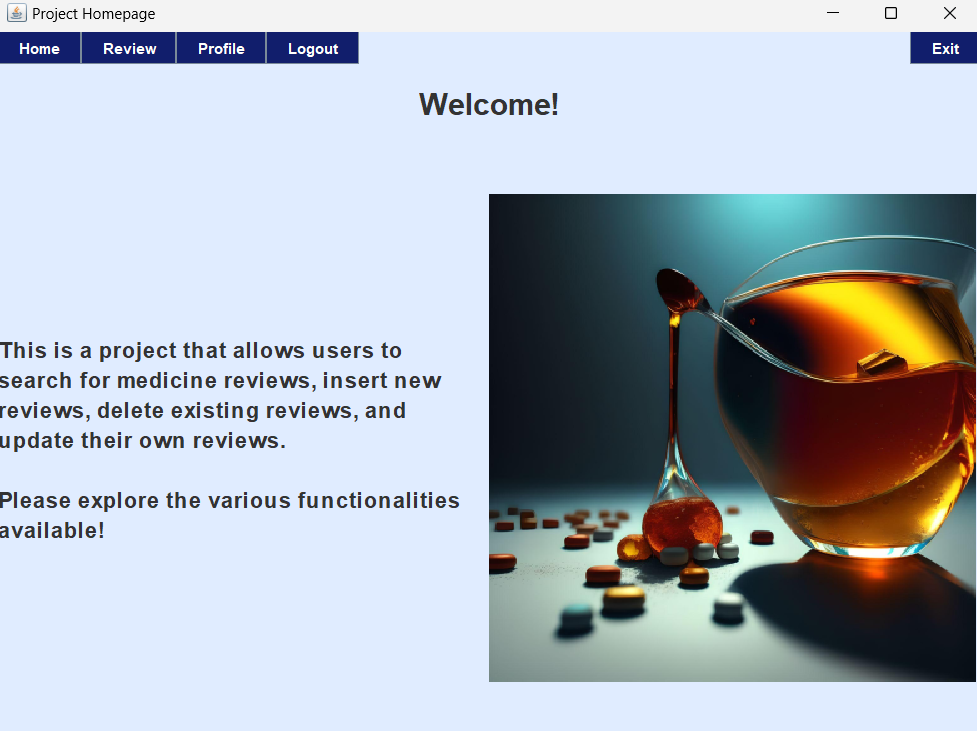 Project Homepage
Home Review Profile Logout Exit
Welcome!
This is a project that allows users to
search for medicine reviews, insert new
reviews, delete existing reviews, and
update their own reviews.
Please explore the various functionalities
available!